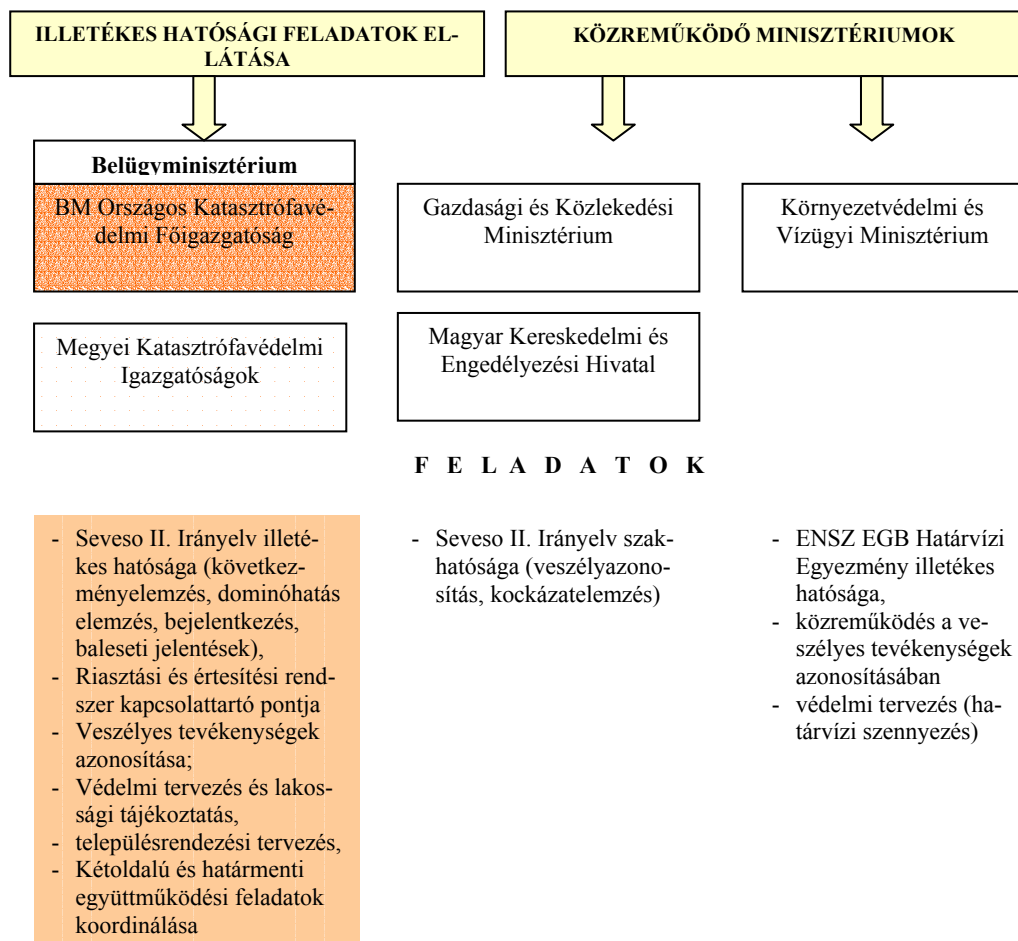 ILLETÉKES HATÓSÁGI FELADATOK EL-
LÁTÁSA
KÖZREMŰKÖDŐ MINISZTÉRIUMOK
Belügyminisztérium
BM Országos Katasztrófavé-
delmi Főigazgatóság
Gazdasági és Közlekedési
Minisztérium
Környezetvédelmi és
Vízügyi Minisztérium
Megyei Katasztrófavédelmi
Igazgatóságok
Magyar Kereskedelmi és
Engedélyezési Hivatal
F E L A D A T O K
- Seveso II. Irányelv illeté-
kes hatósága (következ-
ményelemzés, dominóhatás
elemzés, bejelentkezés,
baleseti jelentések),
- Riasztási és értesítési rend-
szer kapcsolattartó pontja
- Veszélyes tevékenységek
azonosítása;
- Védelmi tervezés és lakos-
sági tájékoztatás,
- településrendezési tervezés,
- Kétoldalú és határmenti
együttműködési feladatok
koordinálása
- Seveso II. Irányelv szak-
hatósága (veszélyazono-
sítás, kockázatelemzés)
- ENSZ EGB Határvízi
Egyezmény illetékes
hatósága,
- közreműködés a ve-
szélyes tevékenységek
azonosításában
- védelmi tervezés (ha-
tárvízi szennyezés)